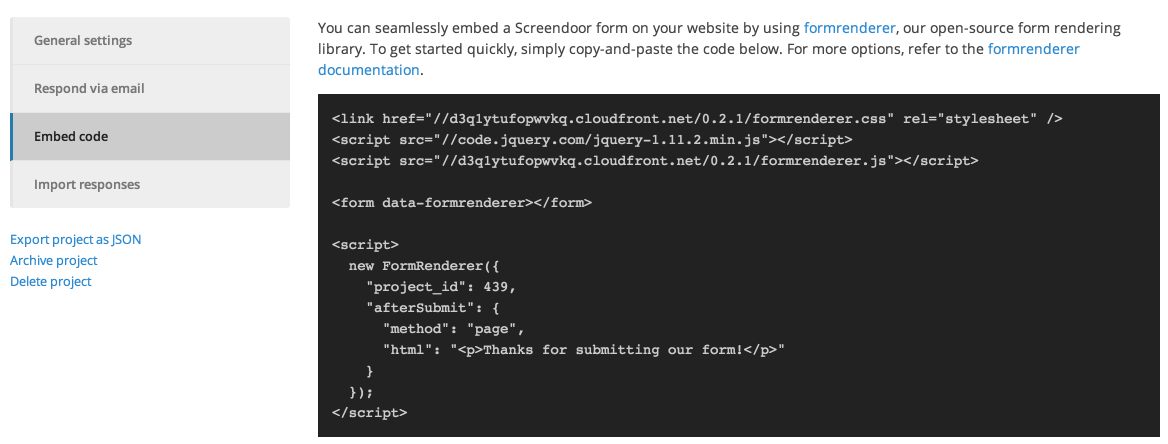 General settings
Respond via email
Embed code
Import responses
Export project as JSON
Archive project
Delete project
You can seamlessly embed a Screendoor form on your website by using formrenderer, our open-source form rendering
library. To get started quickly, simply copy-and-paste the code below. For more options, refer to the formrenderer
documentation.
<link href="//d3q1ytufopwvkq.cloudfront.net/0.2.1/formrenderer.css" rel="stylesheet" />
<script src="//code.jquery.com/jquery-1.11.2.min.js"></script>
<script src="//d3q1ytufopwvkq.cloudfront.net/0.2.1/formrenderer.js"></script>
<form data-formrenderer></form>
<script>
  new FormRenderer({
    "project_id": 439,
    "afterSubmit": {
      "method": "page",
      "html": "<p>Thanks for submitting our form!</p>"
    }
  });
</script>